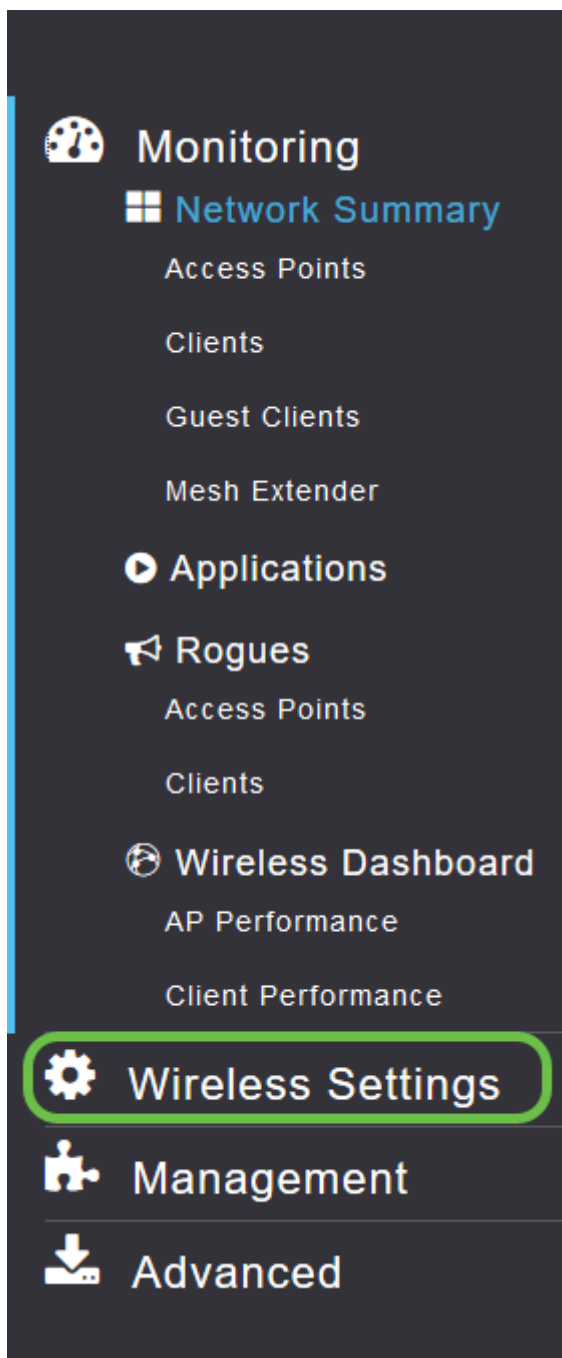 Monitoring
Network Summary
Access Points
Clients
Guest Clients
Mesh Extender
Applications
Rogues
Access Points
Clients
Wireless Dashboard
AP Performance
Client Performance
Wireless Settings
Management
Advanced